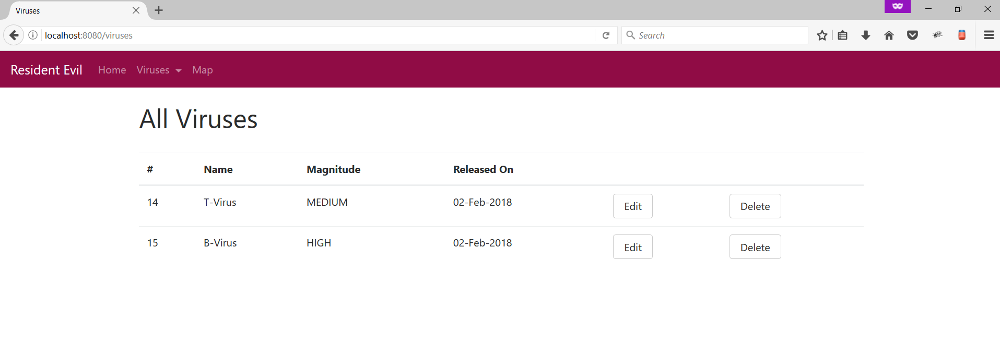 Viruses
localhost:8080/viruses Search
Resident Evil Home Viruses Map
All Viruses
# Name Magnitude Released On
14 T-Virus MEDIUM 02-Feb-2018 Edit Delete
15 B-Virus HIGH 02-Feb-2018 Edit Delete